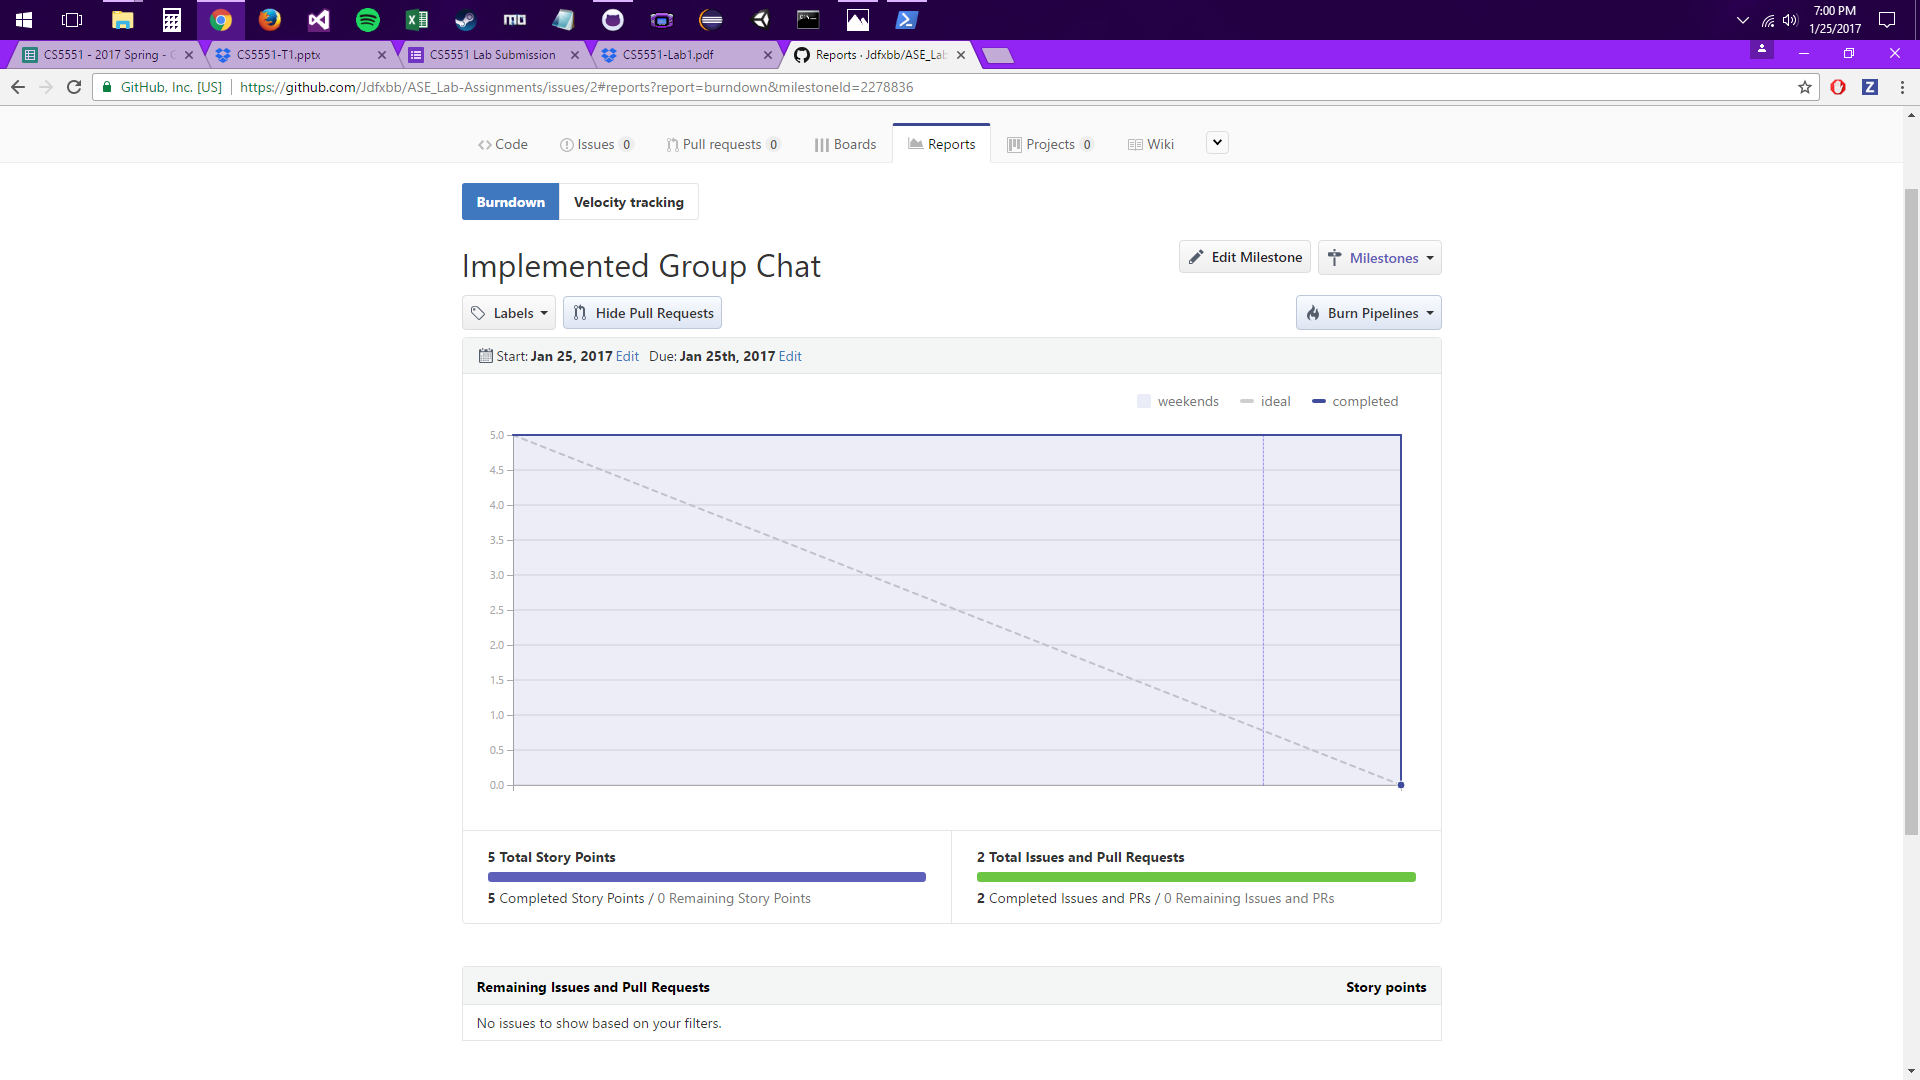 7:00 PM
1/25/2017
CS5551 - 2017 Spring - G
CS5551-T1.pptx
CS5551 Lab Submission
CS5551-Lab1.pdf
Reports · Jdfxbb/ASE_Lab
GitHub, Inc. [US] https://github.com/Jdfxbb/ASE_Lab-Assignments/issues/2#reports?report=burndown&milestoneId=2278836
Z
Code Issues 0 Pull requests 0 Boards Reports Projects 0 Wiki
Burndown Velocity tracking
Implemented Group Chat
Edit Milestone Milestones
Labels Hide Pull Requests Burn Pipelines
Start: Jan 25, 2017 Edit Due: Jan 25th, 2017 Edit
weekends ideal completed
5.0
4.5
4.0
3.5
3.0
2.5
2.0
1.5
1.0
0.5
0.0
5 Total Story Points
5 Completed Story Points / 0 Remaining Story Points
2 Total Issues and Pull Requests
2 Completed Issues and PRs / 0 Remaining Issues and PRs
Remaining Issues and Pull Requests Story points
No issues to show based on your filters.